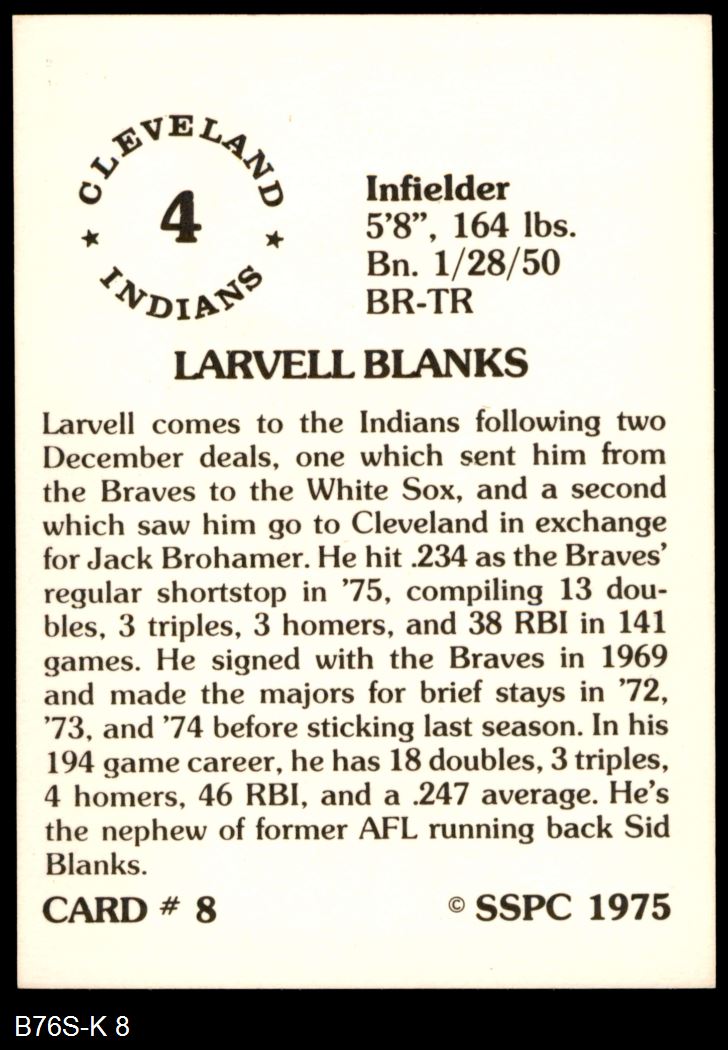 CLEVELAND
4
★ ★
INDIANS
Infielder
5'8", 164 lbs.
Bn. 1/28/50
BR-TR
LARVELL BLANKS
Larvell comes to the Indians following two
December deals, one which sent him from
the Braves to the White Sox, and a second
which saw him go to Cleveland in exchange
for Jack Brohamer. He hit .234 as the Braves'
regular shortstop in '75, compiling 13 dou-
bles, 3 triples, 3 homers, and 38 RBI in 141
games. He signed with the Braves in 1969
and made the majors for brief stays in '72,
'73, and '74 before sticking last season. In his
194 game career, he has 18 doubles, 3 triples,
4 homers, 46 RBI, and a .247 average. He's
the nephew of former AFL running back Sid
Blanks.
CARD # 8 © SSPC 1975
B76S-K 8